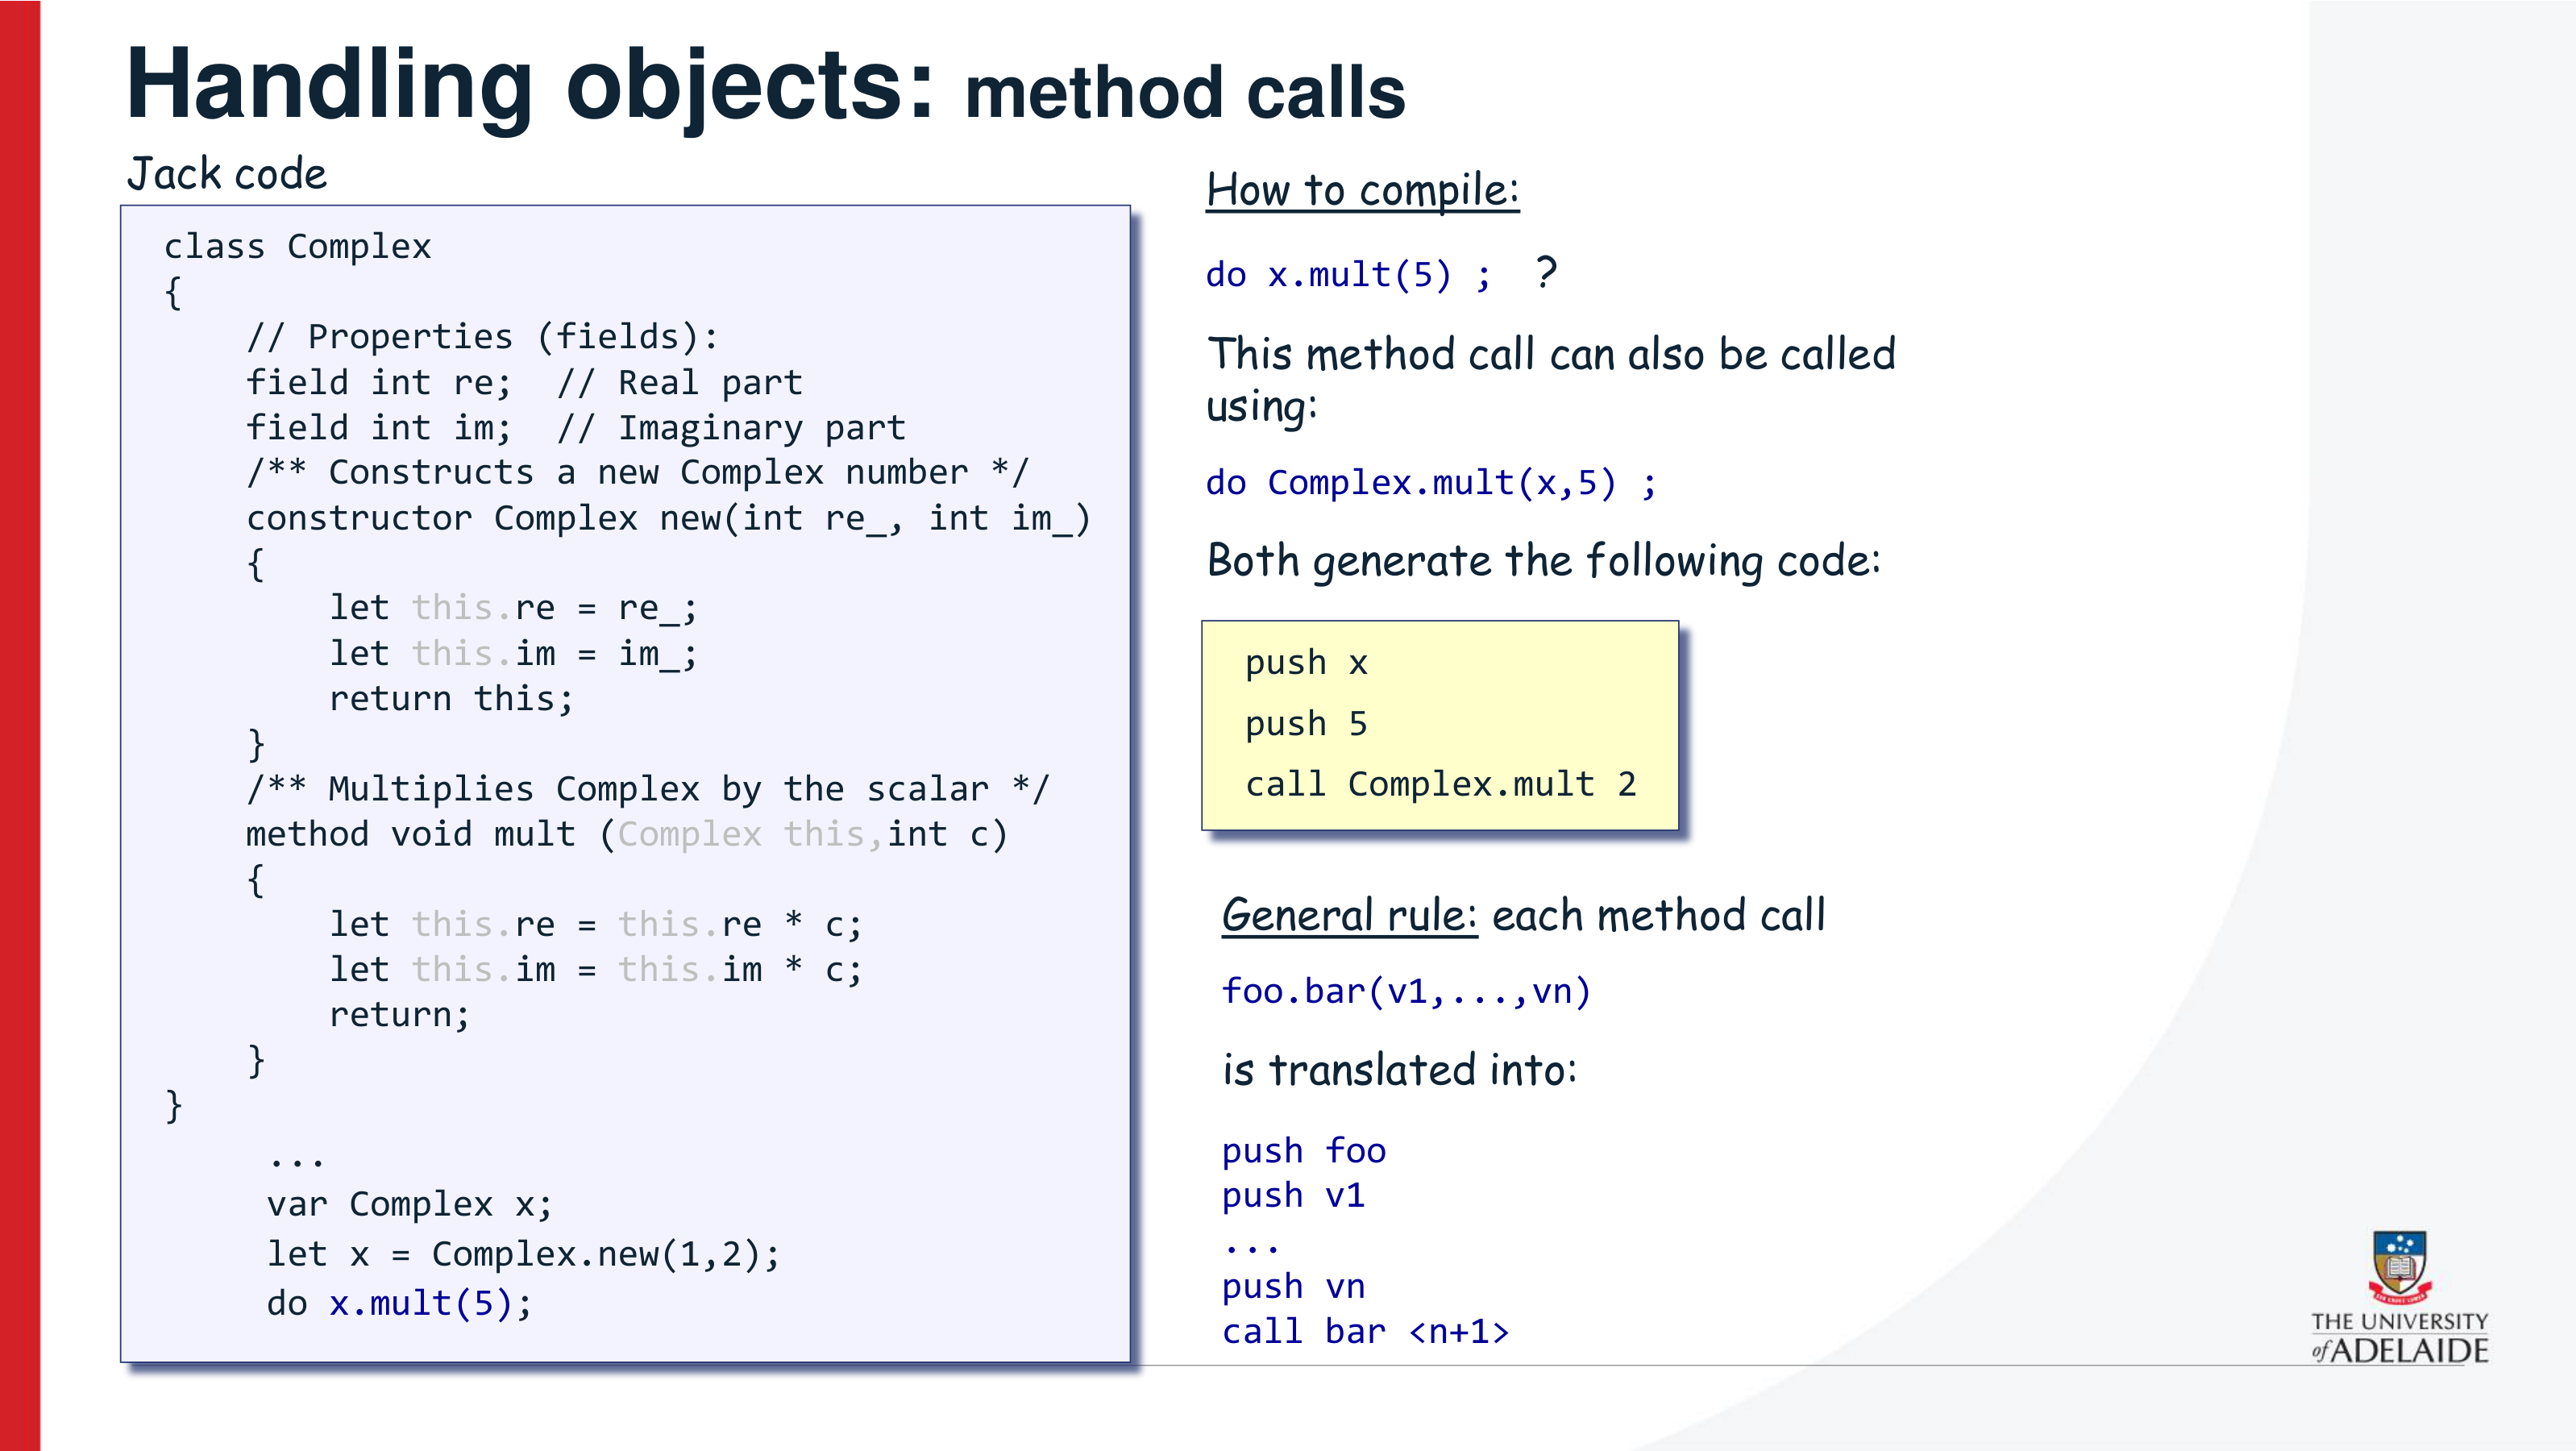 Handling objects: method calls
Jack code
class Complex
{
    // Properties (fields):
    field int re;  // Real part
    field int im;  // Imaginary part
    /** Constructs a new Complex number */
    constructor Complex new(int re_, int im_)
    {
        let this.re = re_;
        let this.im = im_;
        return this;
    }
    /** Multiplies Complex by the scalar */
    method void mult (Complex this,int c)
    {
        let this.re = this.re * c;
        let this.im = this.im * c;
        return;
    }
}
...
var Complex x;
let x = Complex.new(1,2);
do x.mult(5);
How to compile:
do x.mult(5) ;  ?
This method call can also be called
using:
do Complex.mult(x,5) ;
Both generate the following code:
push x
push 5
call Complex.mult 2
General rule: each method call
foo.bar(v1,...,vn)
is translated into:
push foo
push v1
...
push vn
call bar <n+1>
THE UNIVERSITY
of ADELAIDE